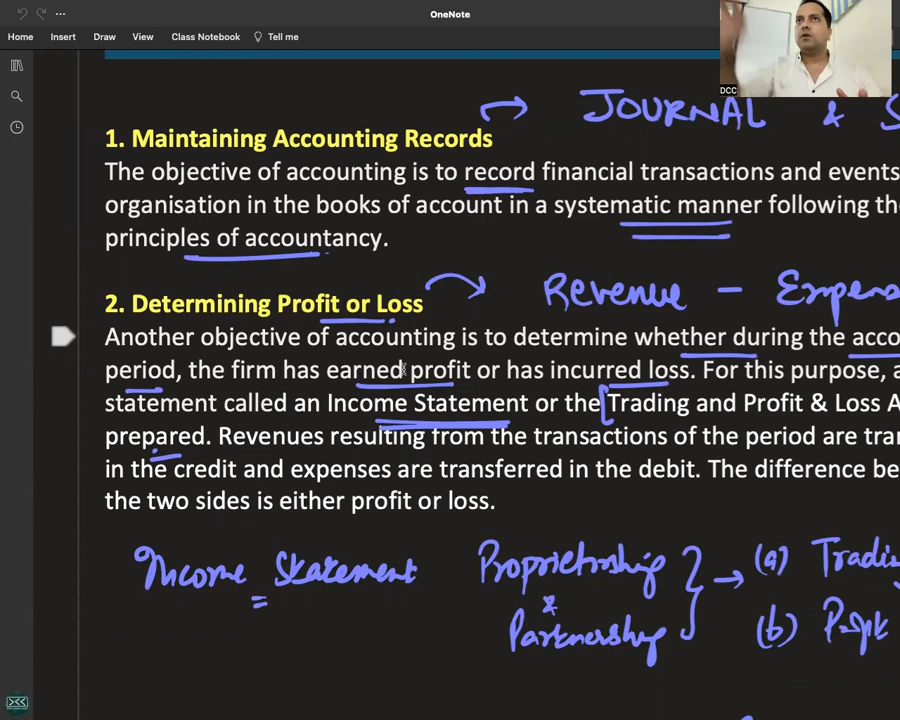 OneNote
Home Insert Draw View Class Notebook Tell me
DCC
JOURNAL & S
1. Maintaining Accounting Records
The objective of accounting is to record financial transactions and events
organisation in the books of account in a systematic manner following the
principles of accountancy.
2. Determining Profit or Loss
Revenue - Expens
Another objective of accounting is to determine whether during the acco
period, the firm has earned profit or has incurred loss. For this purpose, a
statement called an Income Statement or the [Trading and Profit & Loss A
prepared. Revenues resulting from the transactions of the period are tran
in the credit and expenses are transferred in the debit. The difference be
the two sides is either profit or loss.
Income Statement Proprietorship → (a) Tradin
&
Partnership (b) Profit